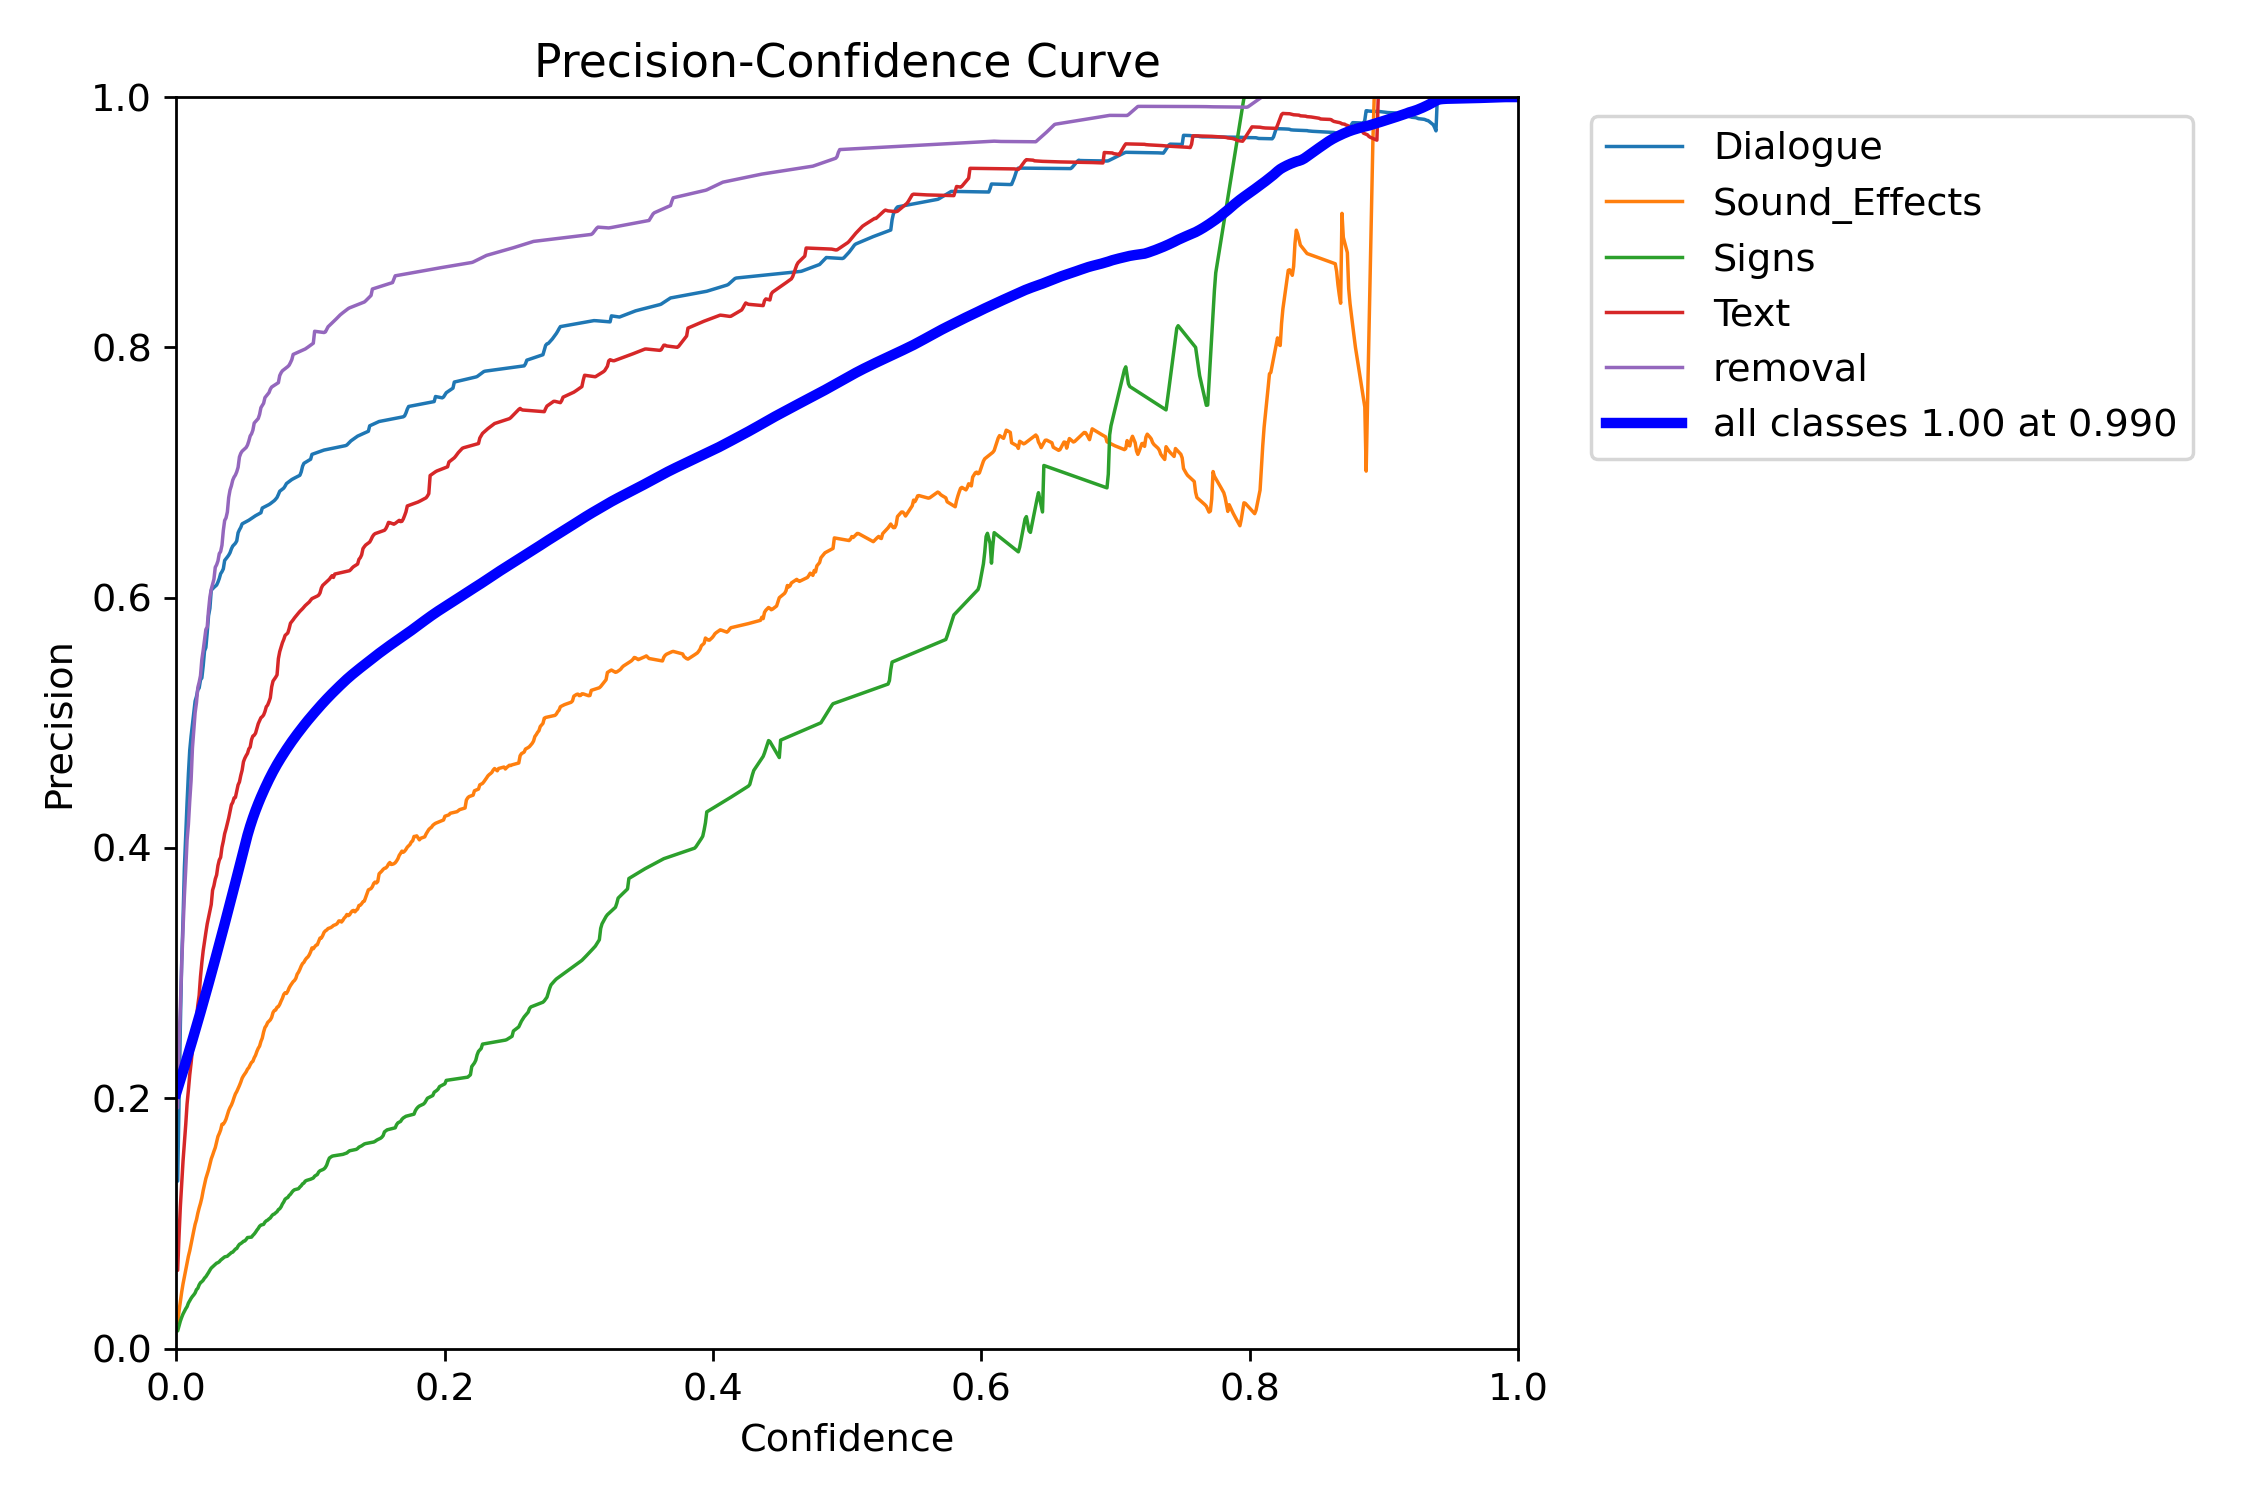 Precision-Confidence Curve
1.0
0.8
0.6
0.4
0.2
0.0
Precision
0.0 0.2 0.4 0.6 0.8 1.0
Confidence
Dialogue
Sound_Effects
Signs
Text
removal
all classes 1.00 at 0.990